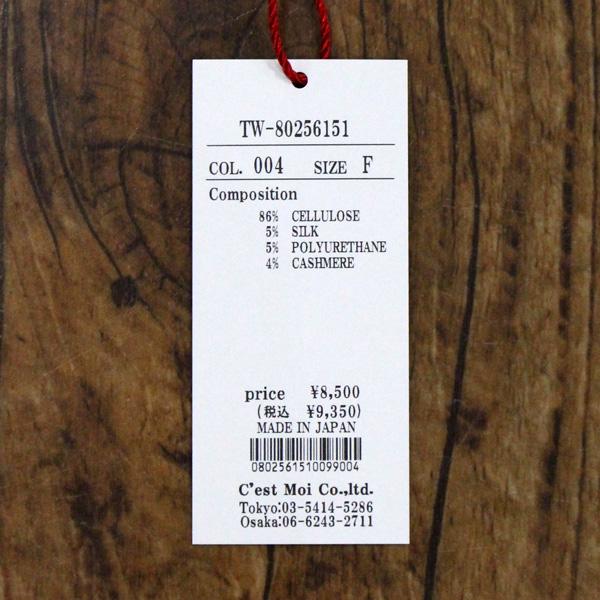 TW-80256151
COL. 004 SIZE F
Composition
86% CELLULOSE
5% SILK
5% POLYURETHANE
4% CASHMERE
price ¥8,500
(税込 ¥9,350)
MADE IN JAPAN
0802561510099004
C'est Moi Co.,ltd.
Tokyo:03-5414-5286
Osaka:06-6243-2711